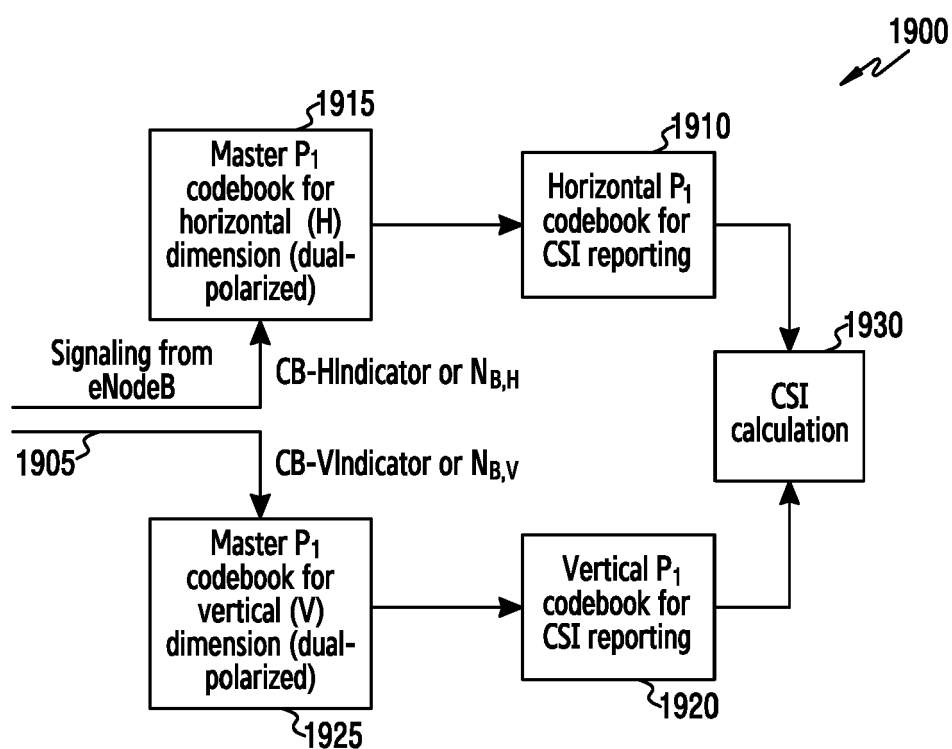 1900
1915
Master P1
codebook for
horizontal (H)
dimension (dual-
polarized)
1910
Horizontal P1
codebook for
CSI reporting
Signaling from
eNodeB
CB-HIndicator or NB,H
1930
CSI
calculation
1905
CB-VIndicator or NB,V
Master P1
codebook for
vertical (V)
dimension (dual-
polarized)
1925
Vertical P1
codebook for
CSI reporting
1920